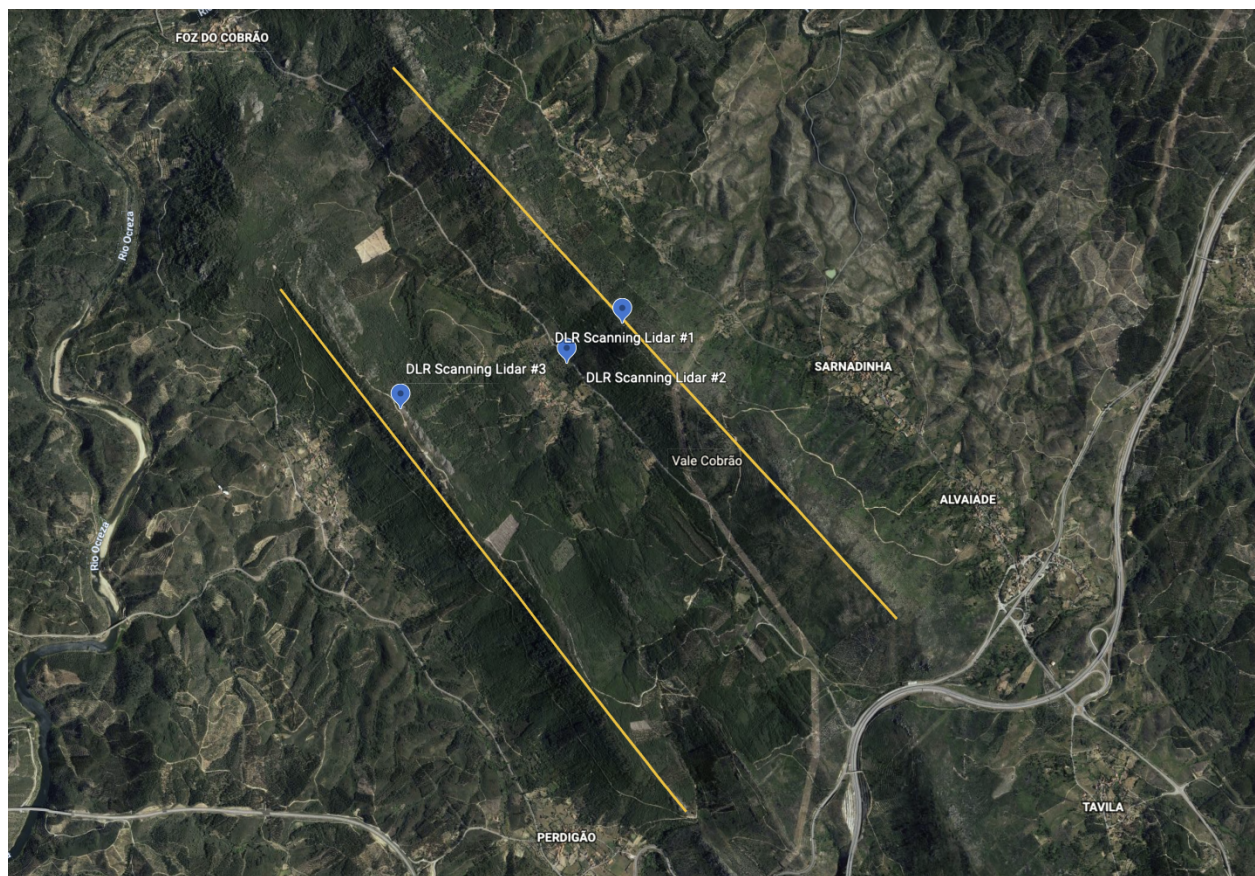 FOZ DO COBRÃO
Rio Ocreza
DLR Scanning Lidar #1
DLR Scanning Lidar #3
DLR Scanning Lidar #2
SARNADINHA
Vale Cobrão
ALVAIADE
Rio Ocreza
TAVILA
PERDIGÃO